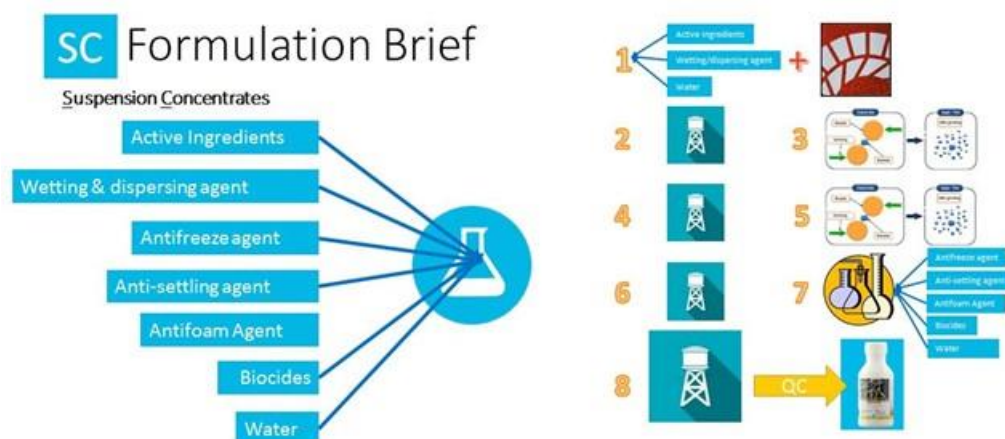 SC Formulation Brief
Suspension Concentrates
Active Ingredients
Wetting & dispersing agent
Antifreeze agent
Anti-settling agent
Antifoam Agent
Biocides
Water
1
Active ingredients
Wetting/dispersing agent
Water
+
2
3
4
5
6
7
Antifreeze agent
Anti-settling agent
Antifoam Agent
Biocides
Water
8
QC